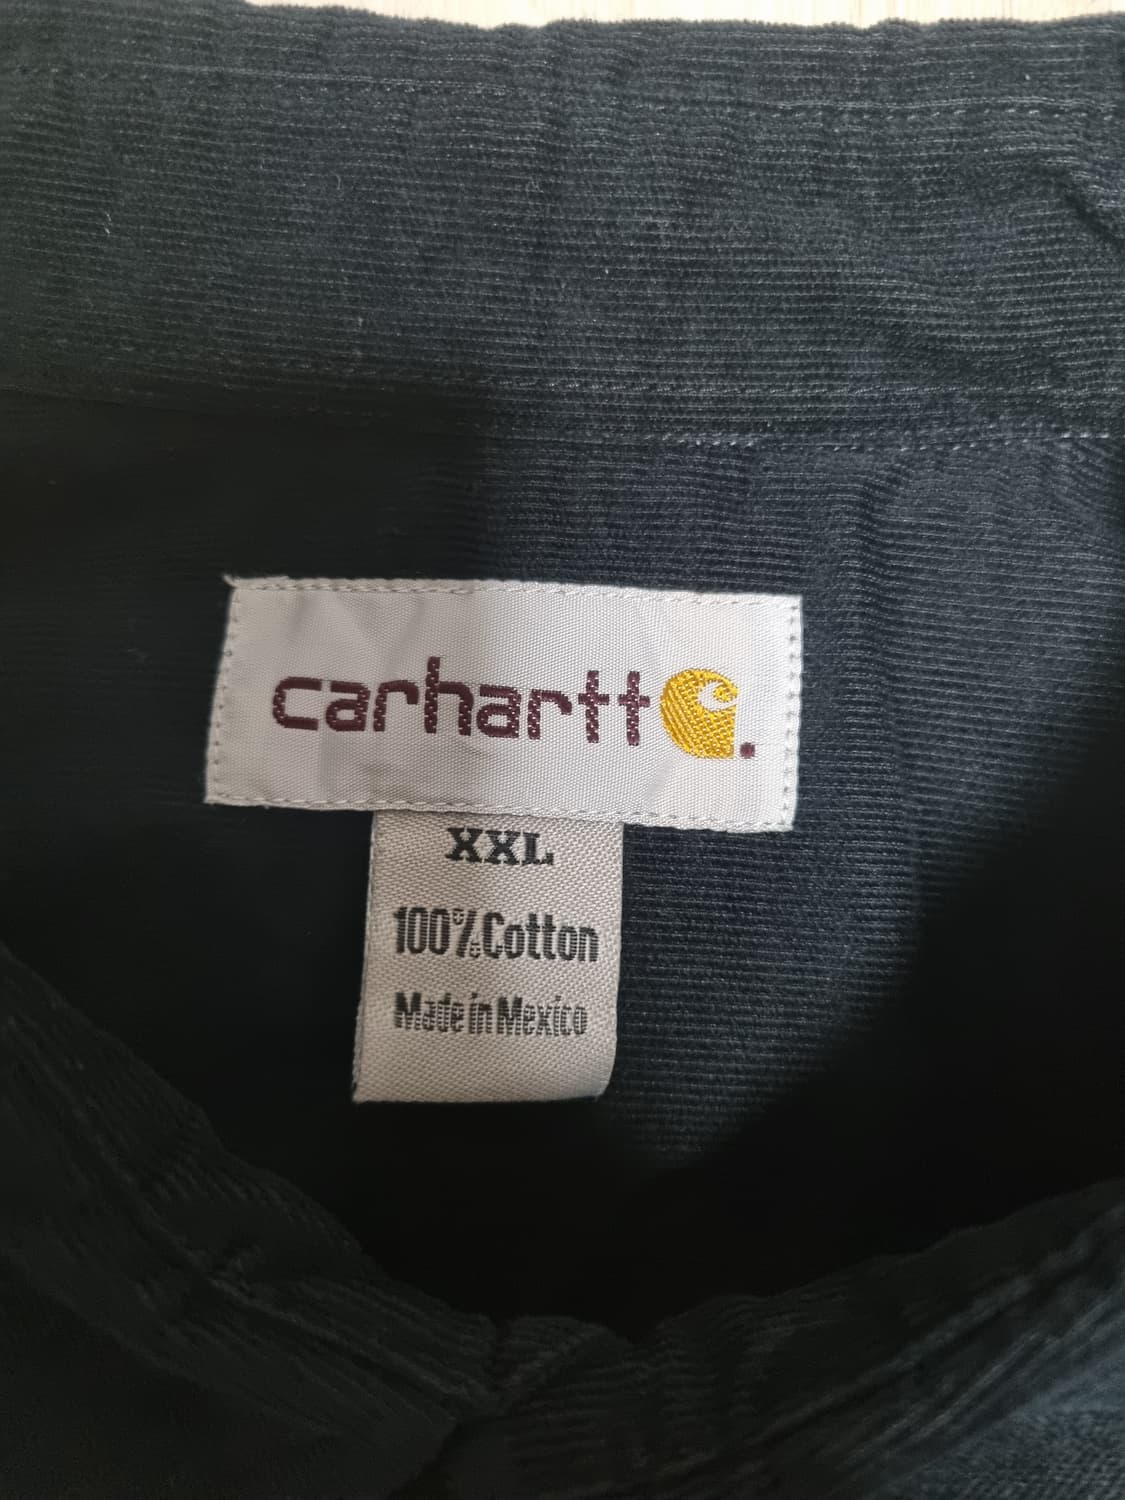 carhartt.
XXL
100% Cotton
Made in Mexico